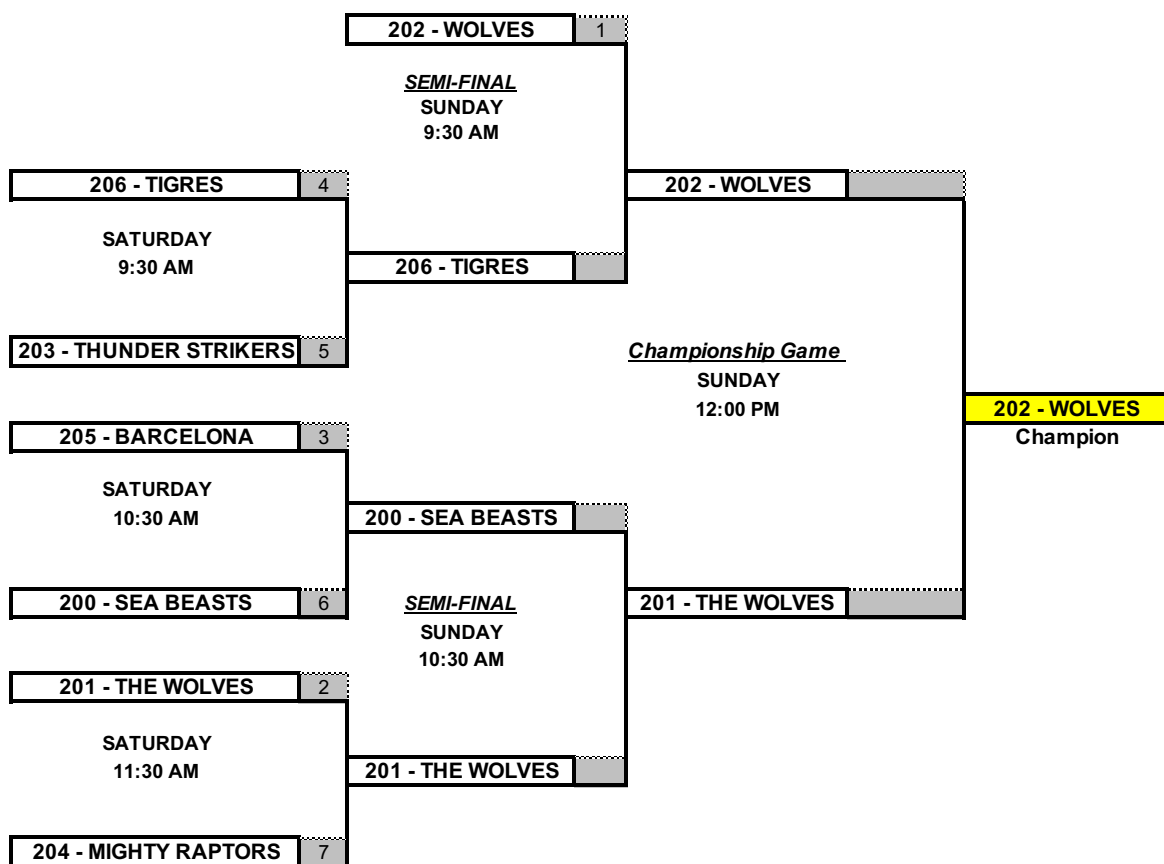 202 - WOLVES 1
SEMI-FINAL
SUNDAY
9:30 AM
206 - TIGRES 4
202 - WOLVES
SATURDAY
9:30 AM
206 - TIGRES
203 - THUNDER STRIKERS 5
Championship Game
SUNDAY
12:00 PM
202 - WOLVES
Champion
205 - BARCELONA 3
SATURDAY
10:30 AM
200 - SEA BEASTS
200 - SEA BEASTS 6
SEMI-FINAL
SUNDAY
10:30 AM
201 - THE WOLVES
201 - THE WOLVES 2
SATURDAY
11:30 AM
201 - THE WOLVES
204 - MIGHTY RAPTORS 7